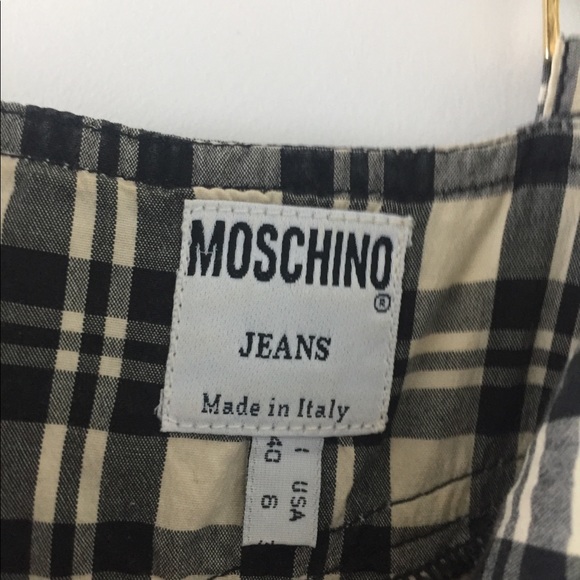 MOSCHINO
®
JEANS
Made in Italy
I USA
40 6